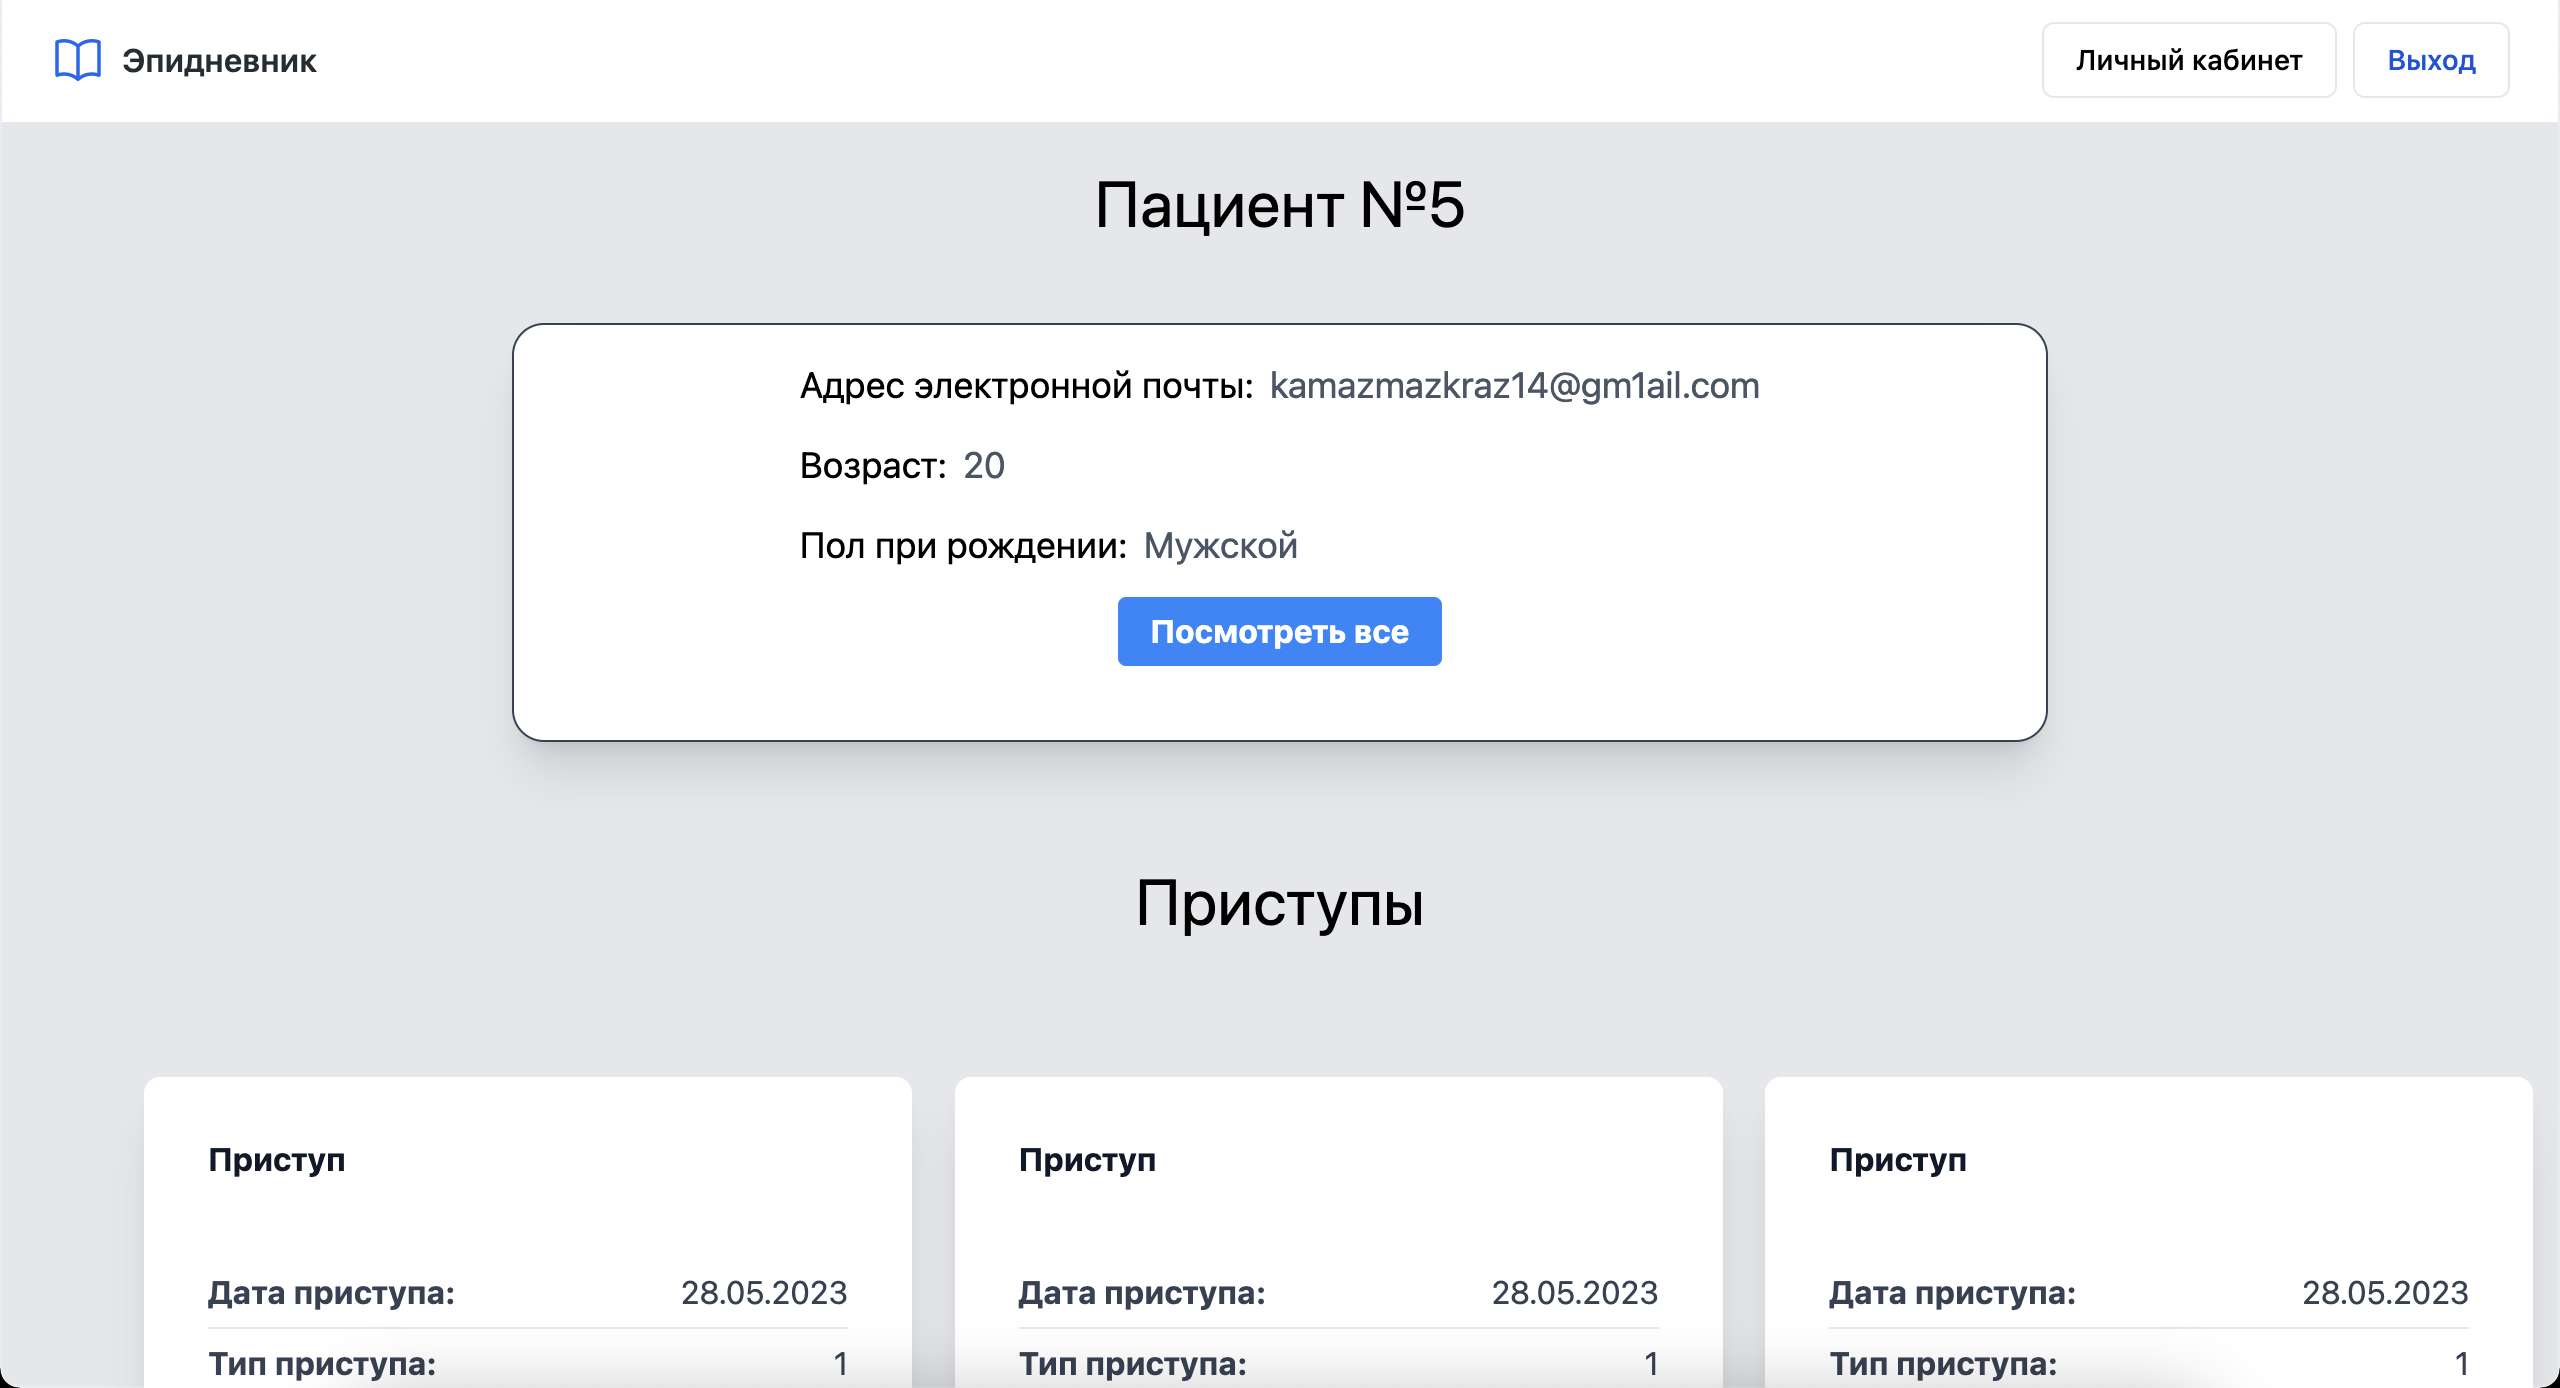 Эпидневник
Личный кабинет
Выход
Пациент №5
Адрес электронной почты: kamazmazkraz14@gm1ail.com
Возраст: 20
Пол при рождении: Мужской
Посмотреть все
Приступы
Приступ
Дата приступа: 28.05.2023
Тип приступа: 1
Приступ
Дата приступа: 28.05.2023
Тип приступа: 1
Приступ
Дата приступа: 28.05.2023
Тип приступа: 1